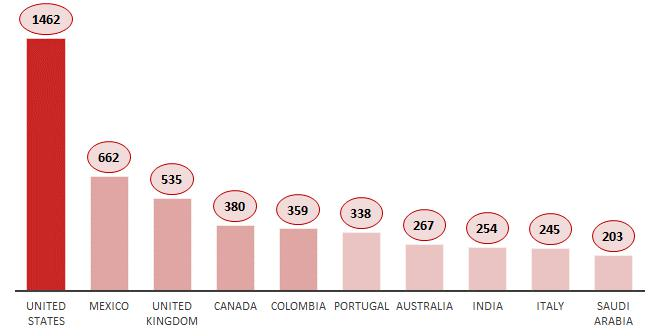 1462
662
535
380
359
338
267
254
245
203
UNITED STATES
MEXICO
UNITED KINGDOM
CANADA
COLOMBIA
PORTUGAL
AUSTRALIA
INDIA
ITALY
SAUDI ARABIA